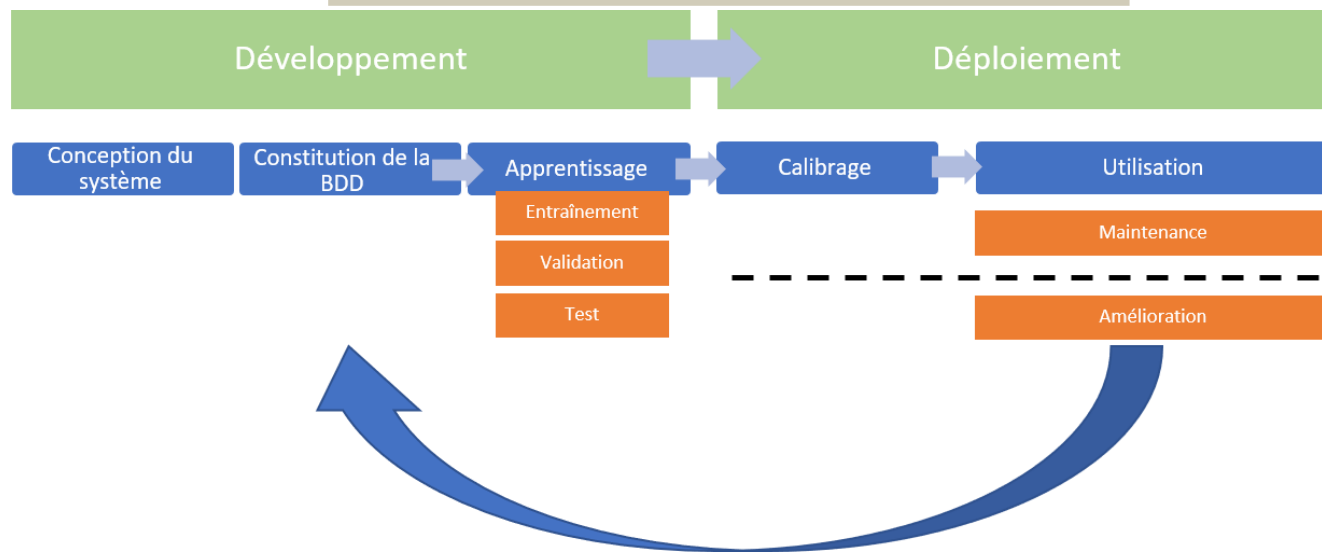 Développement
Déploiement
Conception du
système
Constitution de la
BDD
Apprentissage
Calibrage
Utilisation
Entraînement
Validation
Test
Maintenance
Amélioration